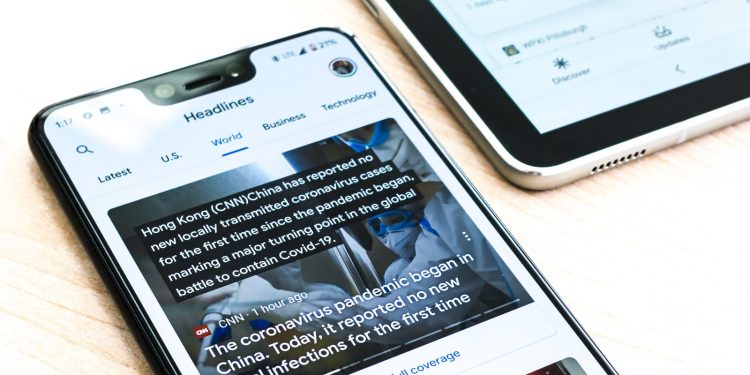 1:17
LTE
21%
Headlines
Latest
U.S.
World
Business
Technology
Hong Kong (CNN)China has reported no
new locally transmitted coronavirus cases
for the first time since the pandemic began,
marking a major turning point in the global
battle to contain Covid-19.
CNN
CNN • 1 hour ago
The coronavirus pandemic began in
China. Today, it reported no new
infections for the first time
coverage
WPXI Pittsburgh
Discover
Updates